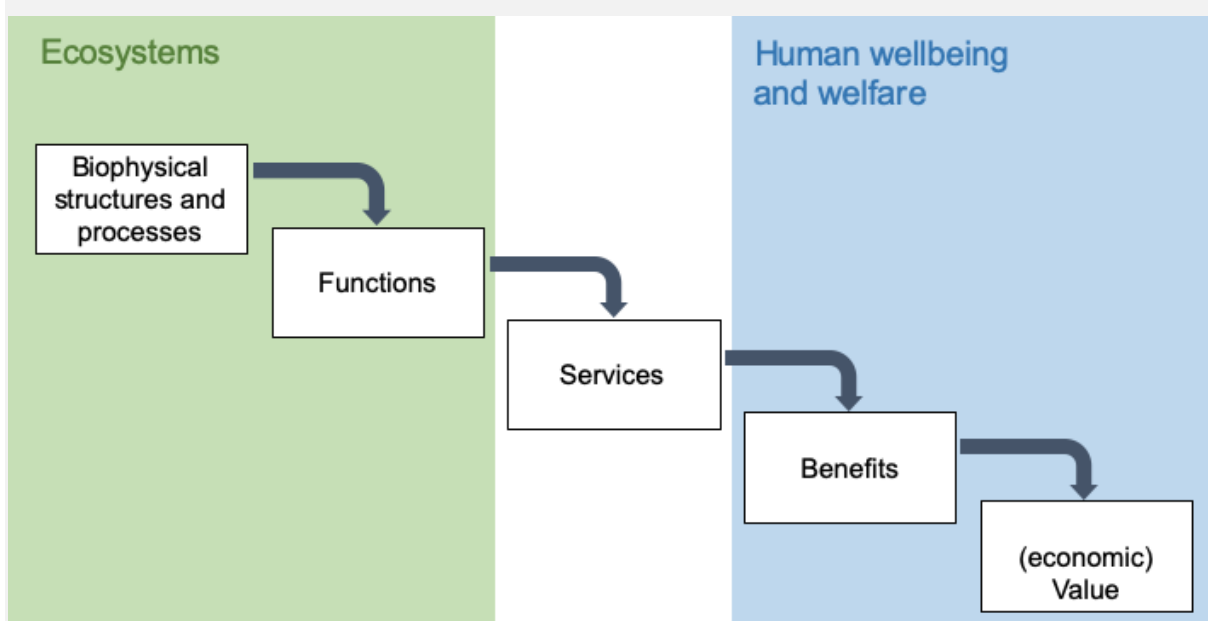 Ecosystems
Human wellbeing
and welfare
Biophysical
structures and
processes
Functions
Services
Benefits
(economic)
Value